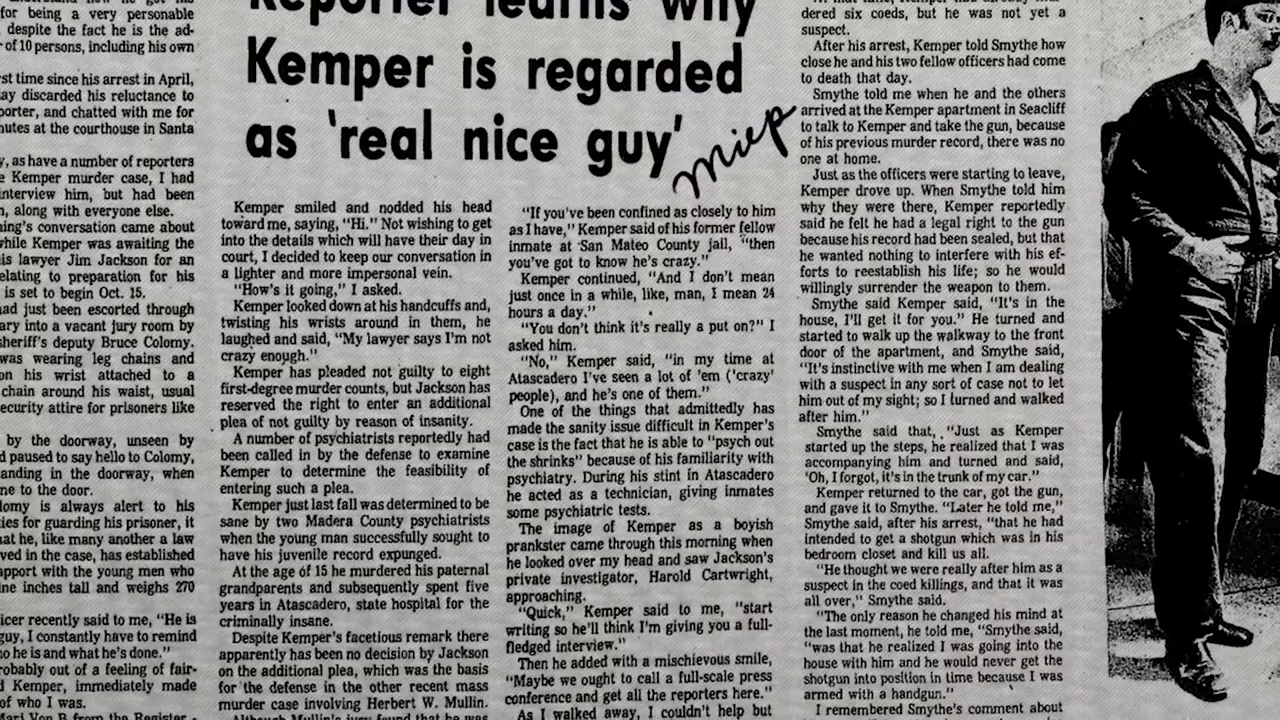 being a very personable
despite the fact he is the ad-
of 10 persons, including his own
st time since his arrest in April,
ay discarded his reluctance to
porter, and chatted with me for
nutes at the courthouse in Santa
y, as have a number of reporters
e Kemper murder case, I had
interview him, but had been
n, along with everyone else.
ning's conversation came about
while Kemper was awaiting the
is lawyer Jim Jackson for an
elating to preparation for his
is set to begin Oct. 15.
had just been escorted through
ary into a vacant jury room by
sheriff's deputy Bruce Colomy.
was wearing leg chains and
on his wrist attached to a
chain around his waist, usual
ecurity attire for prisoners like
by the doorway, unseen by
d paused to say hello to Colomy,
anding in the doorway, when
me to the door.
lomy is always alert to his
ies for guarding his prisoner, it
hat he, like many another a law
ved in the case, has established
apport with the young men who
ine inches tall and weighs 270
icer recently said to me, "He is
guy, I constantly have to remind
o he is and what he's done."
robably out of a feeling of fair-
d Kemper, immediately made
of who I was.
Mari Von B from the Register-
Reporter learns why
Kemper is regarded
as 'real nice guy'
miep
Kemper smiled and nodded his head
toward me, saying, "Hi." Not wishing to get
into the details which will have their day in
court, I decided to keep our conversation in
a lighter and more impersonal vein.
"How's it going," I asked.
Kemper looked down at his handcuffs and,
twisting his wrists around in them, he
laughed and said, "My lawyer says I'm not
crazy enough."
Kemper has pleaded not guilty to eight
first-degree murder counts, but Jackson has
reserved the right to enter an additional
plea of not guilty by reason of insanity.
A number of psychiatrists reportedly had
been called in by the defense to examine
Kemper to determine the feasibility of
entering such a plea.
Kemper just last fall was determined to be
sane by two Madera County psychiatrists
when the young man successfully sought to
have his juvenile record expunged.
At the age of 15 he murdered his paternal
grandparents and subsequently spent five
years in Atascadero, state hospital for the
criminally insane.
Despite Kemper's facetious remark there
apparently has been no decision by Jackson
on the additional plea, which was the basis
for the defense in the other recent mass
murder case involving Herbert W. Mullin.
Although Mullin's jury found that he was
"If you've been confined as closely to him
as I have," Kemper said of his former fellow
inmate at San Mateo County jail, "then
you've got to know he's crazy."
Kemper continued, "And I don't mean
just once in a while, like, man, I mean 24
hours a day."
"You don't think it's really a put on?" I
asked him.
"No," Kemper said, "in my time at
Atascadero I've seen a lot of 'em ('crazy'
people), and he's one of them."
One of the things that admittedly has
made the sanity issue difficult in Kemper's
case is the fact that he is able to "psych out
the shrinks" because of his familiarity with
psychiatry. During his stint in Atascadero
he acted as a technician, giving inmates
some psychiatric tests.
The image of Kemper as a boyish
prankster came through this morning when
he looked over my head and saw Jackson's
private investigator, Harold Cartwright,
approaching.
"Quick," Kemper said to me, "start
writing so he'll think I'm giving you a full-
fledged interview."
Then he added with a mischievous smile,
"Maybe we ought to call a full-scale press
conference and get all the reporters here."
As I walked away, I couldn't help but
dered six coeds, but he was not yet a
suspect.
After his arrest, Kemper told Smythe how
close he and his two fellow officers had come
to death that day.
Smythe told me when he and the others
arrived at the Kemper apartment in Seacliff
to talk to Kemper and take the gun, because
of his previous murder record, there was no
one at home.
Just as the officers were starting to leave,
Kemper drove up. When Smythe told him
why they were there, Kemper reportedly
said he felt he had a legal right to the gun
because his record had been sealed, but that
he wanted nothing to interfere with his ef-
forts to reestablish his life; so he would
willingly surrender the weapon to them.
Smythe said Kemper said, "It's in the
house, I'll get it for you." He turned and
started to walk up the walkway to the front
door of the apartment, and Smythe said,
"It's instinctive with me when I am dealing
with a suspect in any sort of case not to let
him out of my sight; so I turned and walked
after him."
Smythe said that, "Just as Kemper
started up the steps, he realized that I was
accompanying him and turned and said,
'Oh, I forgot, it's in the trunk of my car.'"
Kemper returned to the car, got the gun,
and gave it to Smythe. "Later he told me,"
Smythe said, after his arrest, "that he had
intended to get a shotgun which was in his
bedroom closet and kill us all.
"He thought we were really after him as a
suspect in the coed killings, and that it was
all over," Smythe said.
"The only reason he changed his mind at
the last moment, he told me, "Smythe said,
"was that he realized I was going into the
house with him and he would never get the
shotgun into position in time because I was
armed with a handgun."
I remembered Smythe's comment about